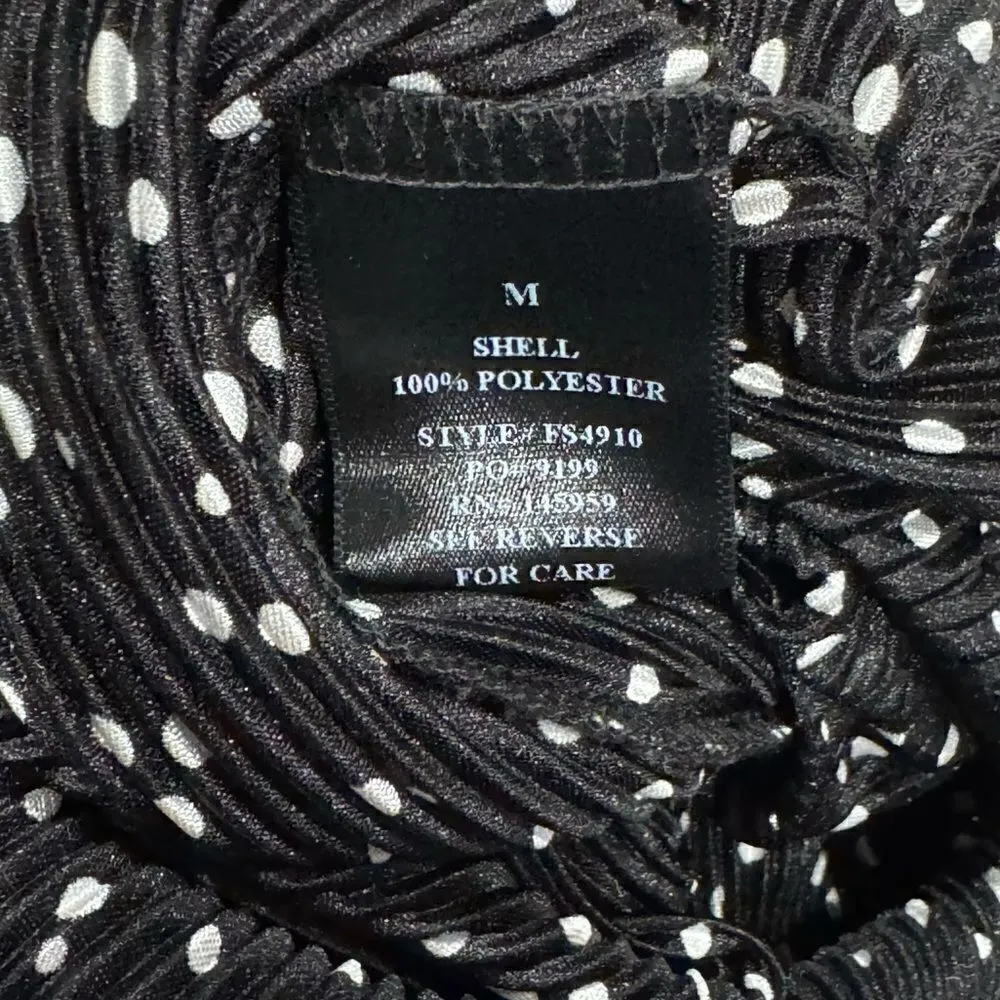 M
SHELL
100% POLYESTER
STYLE# FS4910
PO# 9199
RN# 145959
SEE REVERSE
FOR CARE